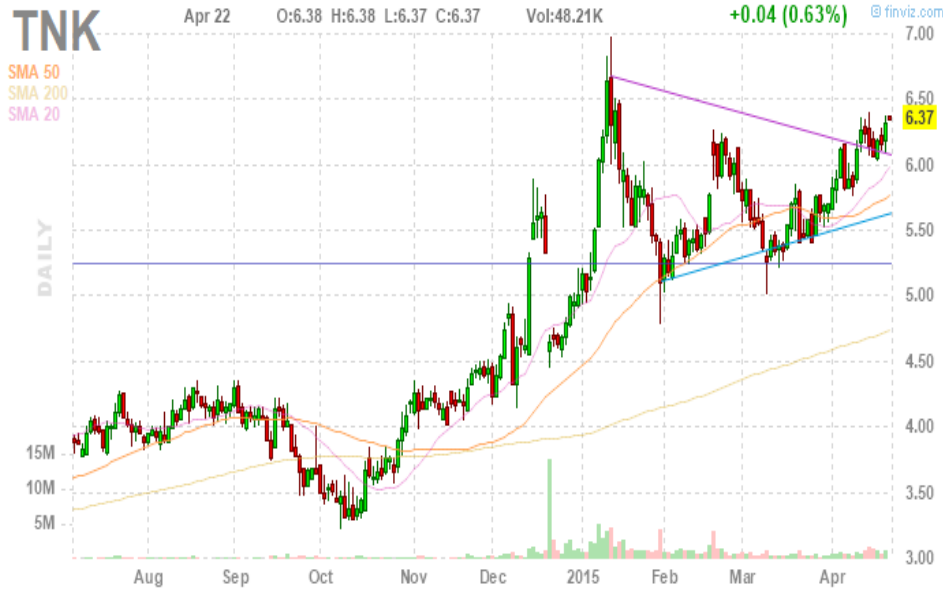 TNK
Apr 22 O:6.38 H:6.38 L:6.37 C:6.37 Vol:48.21K +0.04 (0.63%) © finviz.com
SMA 50
SMA 200
SMA 20
DAILY
7.00
6.50
6.37
6.00
5.50
5.00
4.50
4.00
3.50
3.00
15M
10M
5M
Aug Sep Oct Nov Dec 2015 Feb Mar Apr